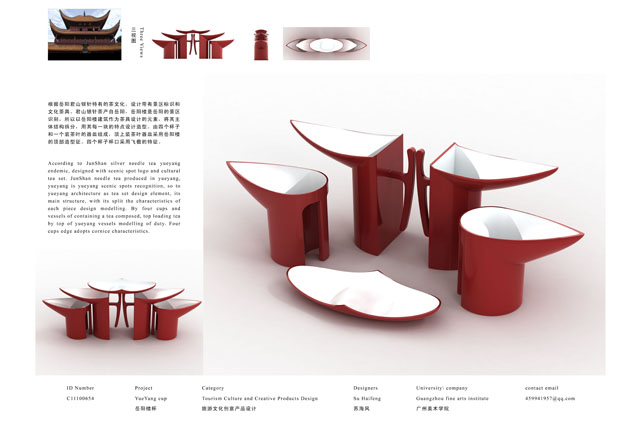 三视图
Three Views
根据岳阳君山银针特有的茶文化，设计带有景区标识和
文化茶具。君山银针茶产自岳阳，岳阳楼是岳阳的景区
识别。所以以岳阳楼建筑作为茶具设计的元素，将其主
体结构拆分，用其每一块的特点设计造型。由四个杯子
和一个装茶叶的器皿组成，顶上装茶叶器皿采用岳阳楼
的顶部造型征，四个杯子杯口采用飞檐的特征。
According to JunShan silver needle tea yueyang
endemic, designed with scenic spot logo and cultural
tea set. JunShan needle tea produced in yueyang,
yueyang is yueyang scenic spots recognition, so to
yueyang architecture as tea set design element, its
main structure, with its split the characteristics of
each piece design modelling. By four cups and
vessels of containing a tea composed, top loading tea
by top of yueyang vessels modelling of duty. Four
cups edge adopts cornice characteristics.
ID Number Project Category Designers University\ company contact email
C11100654 YueYang cup Tourism Culture and Creative Products Design Su Haifeng Guangzhou fine arts institute 459941957@qq.com
岳阳楼杯 旅游文化创意产品设计 苏海风 广州美术学院